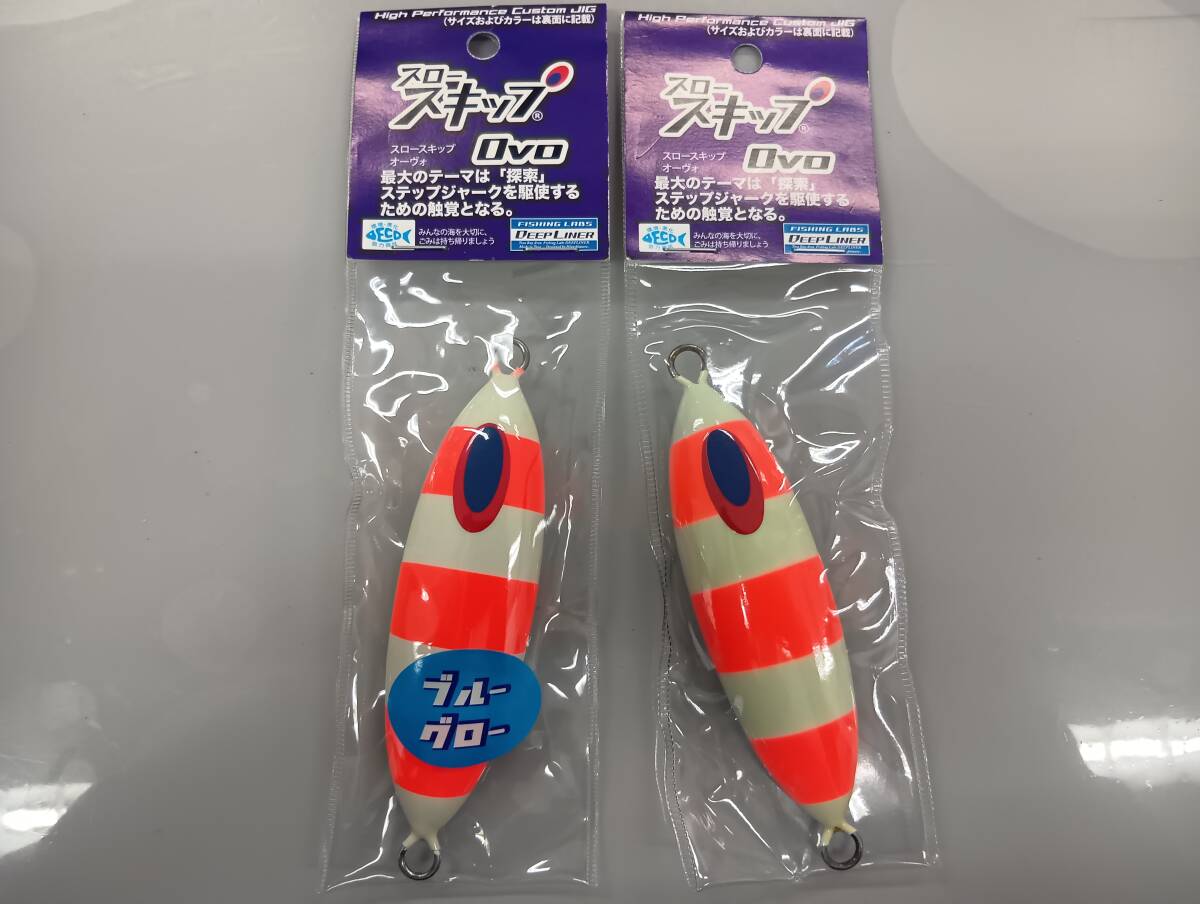 High Performance Custom JIG
(サイズおよびカラーは裏面に記載)
スロー
スキップ®
スロースキップ
オーヴォ
Ovo
最大のテーマは「探索」
ステップジャークを駆使する
ための触覚となる。
みんなの海を大切に、
ごみは持ち帰りましょう
FISHING LABS
DEEPLINER
ブルー
グロー
High Performance Custom JIG
(サイズおよびカラーは裏面に記載)
スロー
スキップ®
スロースキップ
オーヴォ
Ovo
最大のテーマは「探索」
ステップジャークを駆使する
ための触覚となる。
みんなの海を大切に、
ごみは持ち帰りましょう
FISHING LABS
DEEPLINER